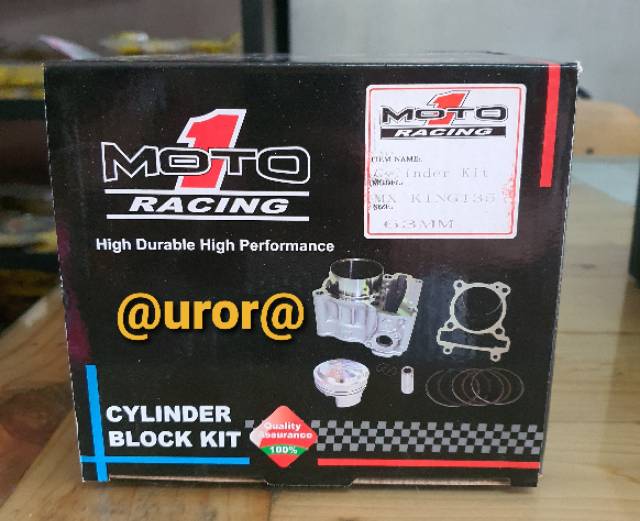 MOTO 1
RACING
High Durable High Performance
MOTO 1
RACING
ITEM NAME:
Cylinder Kit
MODEL:
MX KING135
SIZE:
63MM
@uror@
CYLINDER
BLOCK KIT
Quality
Assurance
100%